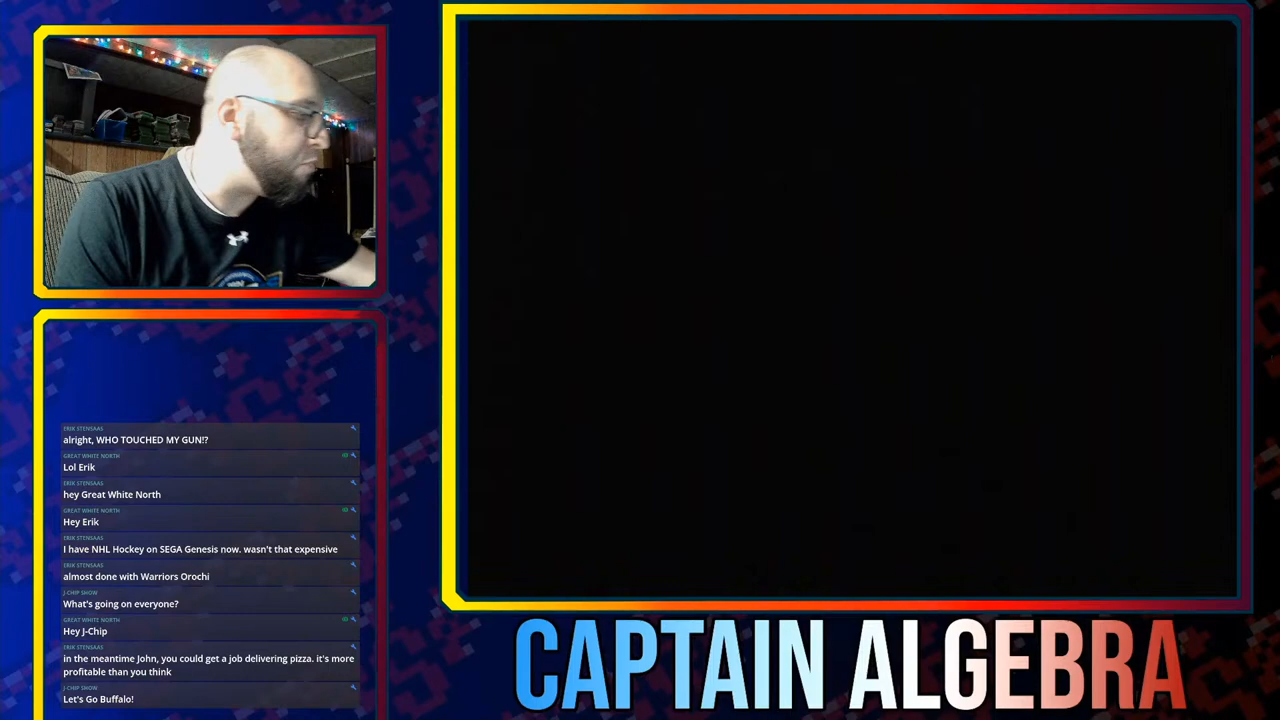 ERIK STENSAAS
alright, WHO TOUCHED MY GUN!?
GREAT WHITE NORTH
Lol Erik
ERIK STENSAAS
hey Great White North
GREAT WHITE NORTH
Hey Erik
ERIK STENSAAS
I have NHL Hockey on SEGA Genesis now. wasn't that expensive
ERIK STENSAAS
almost done with Warriors Orochi
J-CHIP SHOW
What's going on everyone?
GREAT WHITE NORTH
Hey J-Chip
ERIK STENSAAS
in the meantime John, you could get a job delivering pizza. it's more
profitable than you think
J-CHIP SHOW
Let's Go Buffalo!
CAPTAIN ALGEBRA